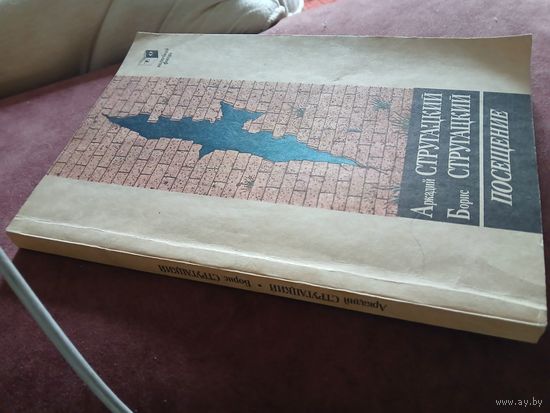 Аркадий СТРУГАЦКИЙ
Борис СТРУГАЦКИЙ
ПОСЕЩЕНИЕ
Аркадий СТРУГАЦКИЙ • Борис СТРУГАЦКИЙ
www.ay.by